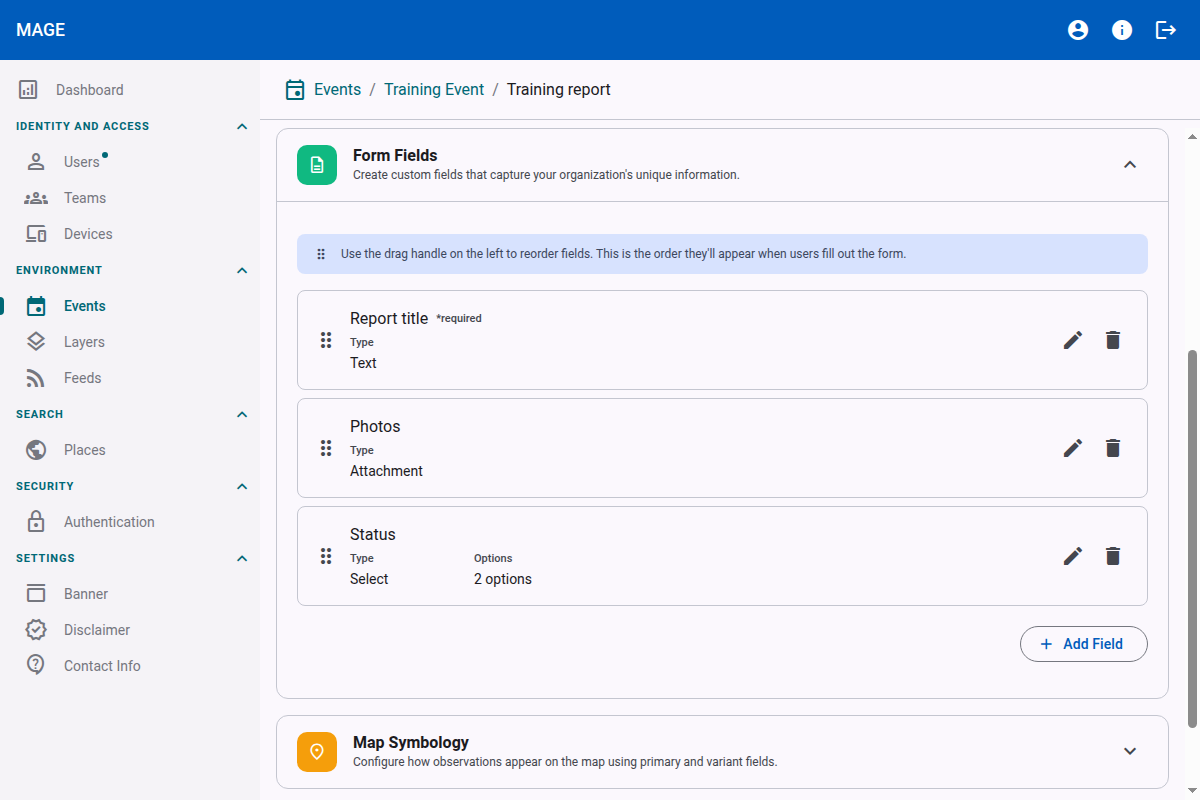 MAGE
Dashboard
IDENTITY AND ACCESS
Users
Teams
Devices
ENVIRONMENT
Events
Layers
Feeds
SEARCH
Places
SECURITY
Authentication
SETTINGS
Banner
Disclaimer
Contact Info
Events / Training Event / Training report
Form Fields
Create custom fields that capture your organization's unique information.
Use the drag handle on the left to reorder fields. This is the order they'll appear when users fill out the form.
Report title *required
Type
Text
Photos
Type
Attachment
Status
Type Options
Select 2 options
Add Field
Map Symbology
Configure how observations appear on the map using primary and variant fields.